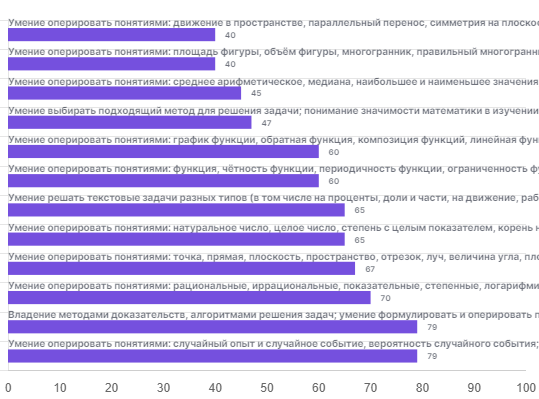 Умение оперировать понятиями: движение в пространстве, параллельный перенос, симметрия на плоско
40
Умение оперировать понятиями: площадь фигуры, объём фигуры, многогранник, правильный многогранн
40
Умение оперировать понятиями: среднее арифметическое, медиана, наибольшее и наименьшее значения
45
Умение выбирать подходящий метод для решения задачи; понимание значимости математики в изучении
47
Умение оперировать понятиями: график функции, обратная функция, композиция функций, линейная фун
60
Умение оперировать понятиями: функция, чётность функции, периодичность функции, ограниченность ф
60
Умение решать текстовые задачи разных типов (в том числе на проценты, доли и части, на движение, раб
65
Умение оперировать понятиями: натуральное число, целое число, степень с целым показателем, корень н
65
Умение оперировать понятиями: точка, прямая, плоскость, пространство, отрезок, луч, величина угла, пло
67
Умение оперировать понятиями: рациональные, иррациональные, показательные, степенные, логарифми
70
Владение методами доказательств, алгоритмами решения задач; умение формулировать и оперировать п
79
Умение оперировать понятиями: случайный опыт и случайное событие, вероятность случайного события;
79
0 10 20 30 40 50 60 70 80 90 100